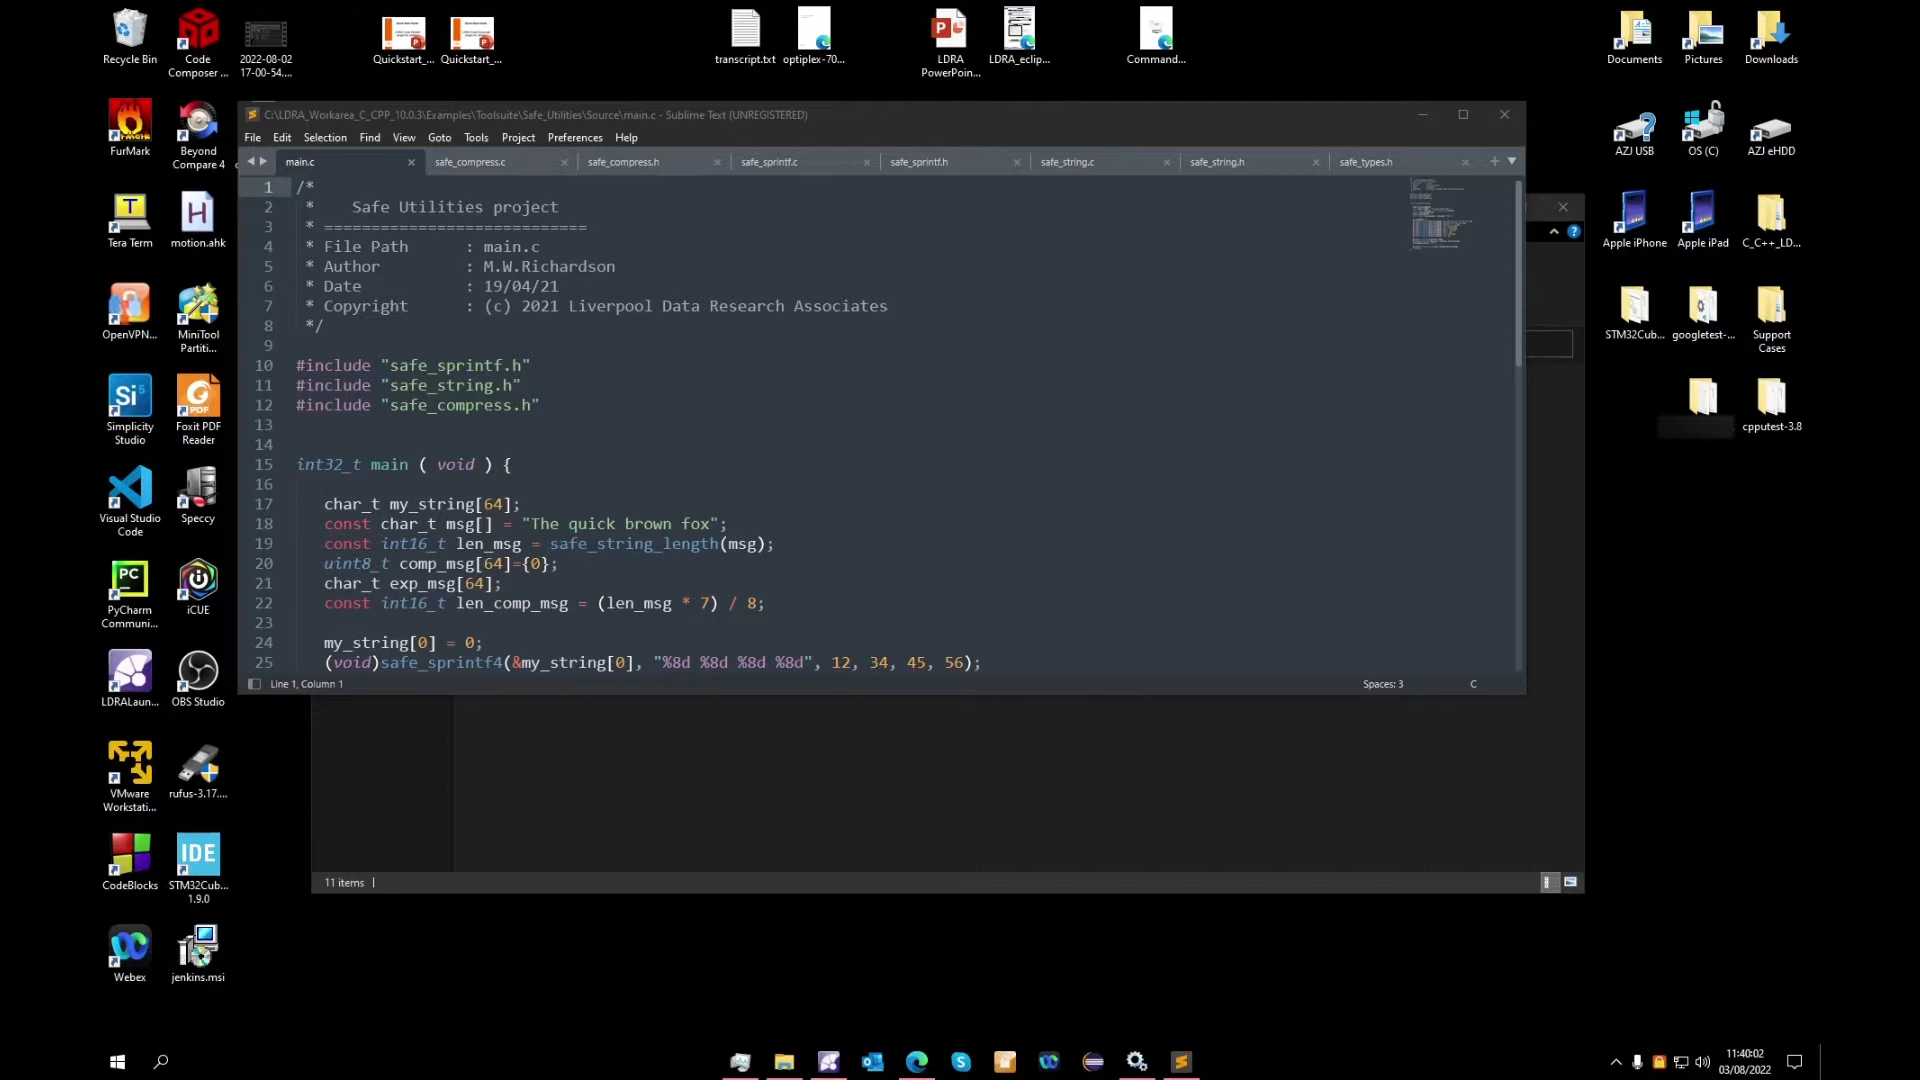 Recycle Bin
Code
Composer ...
2022-08-02
17-00-54....
Quickstart_...
Quickstart_...
transcript.txt
optiplex-70...
LDRA
PowerPoin...
LDRA_eclip...
Command...
Documents
Pictures
Downloads
FurMark
Beyond
Compare 4
AZJ USB
OS (C)
AZJ eHDD
Tera Term
motion.ahk
Apple iPhone
Apple iPad
C_C++_LD...
OpenVPN...
MiniTool
Partiti...
STM32Cub...
googletest-...
Support
Cases
Simplicity
Studio
Foxit PDF
Reader
cpputest-3.8
Visual Studio
Code
Speccy
PyCharm
Communi...
iCUE
LDRALaun...
OBS Studio
VMware
Workstati...
rufus-3.17....
CodeBlocks
STM32Cub...
1.9.0
Webex
jenkins.msi
C:\LDRA_Workarea_C_CPP_10.0.3\Examples\Toolsuite\Safe_Utilities\Source\main.c - Sublime Text (UNREGISTERED)
File Edit Selection Find View Goto Tools Project Preferences Help
main.c safe_compress.c safe_compress.h safe_sprintf.c safe_sprintf.h safe_string.c safe_string.h safe_types.h
1 /*
2 * Safe Utilities project
3 * ============================
4 * File Path : main.c
5 * Author : M.W.Richardson
6 * Date : 19/04/21
7 * Copyright : (c) 2021 Liverpool Data Research Associates
8 */
9
10 #include "safe_sprintf.h"
11 #include "safe_string.h"
12 #include "safe_compress.h"
13
14
15 int32_t main ( void ) {
16
17 char_t my_string[64];
18 const char_t msg[] = "The quick brown fox";
19 const int16_t len_msg = safe_string_length(msg);
20 uint8_t comp_msg[64]={0};
21 char_t exp_msg[64];
22 const int16_t len_comp_msg = (len_msg * 7) / 8;
23
24 my_string[0] = 0;
25 (void)safe_sprintf4(&my_string[0], "%8d %8d %8d %8d", 12, 34, 45, 56);
Line 1, Column 1
Spaces: 3
C
11 items
11:40:02
03/08/2022